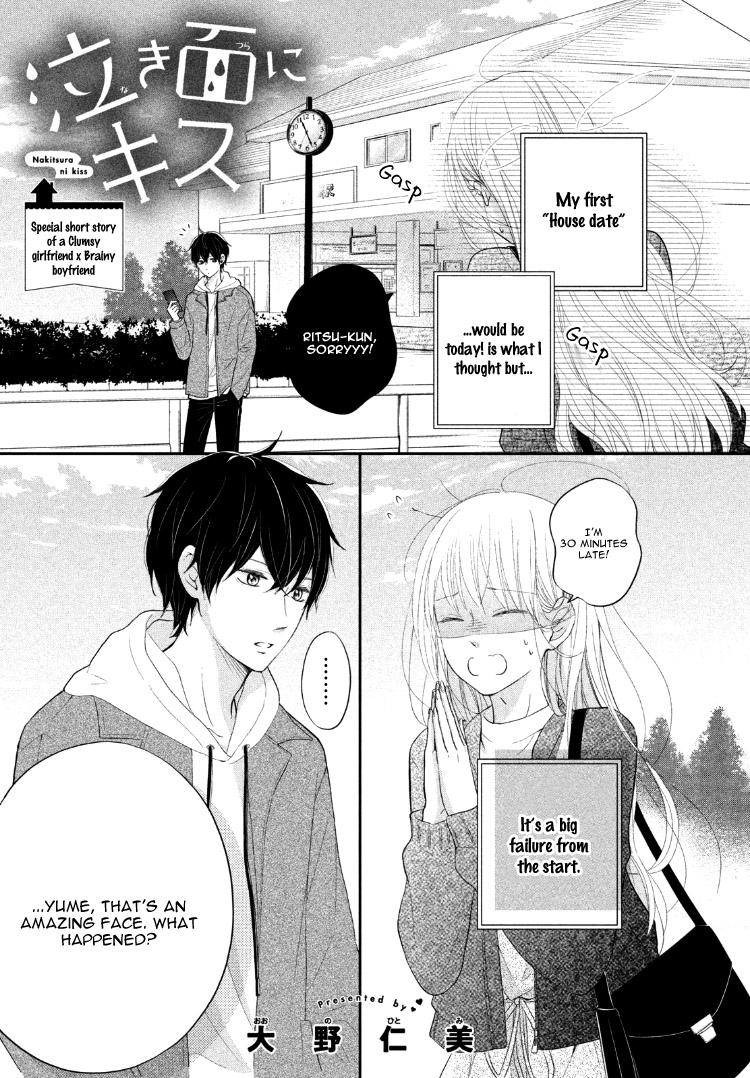 泣き面に
なつら
キス
Nakitsura
ni kiss
Special short story
of a Clumsy
girlfriend x Brainy
boyfriend
Gasp
My first
"House date"
...would be
today! is what I
thought but...
Gasp
RITSU-KUN,
SORRYYY!
I'M
30 MINUTES
LATE!
........
It's a big
failure from
the start.
...YUME, THAT'S AN
AMAZING FACE. WHAT
HAPPENED?
Presented by
おおのひとみ
大野仁美